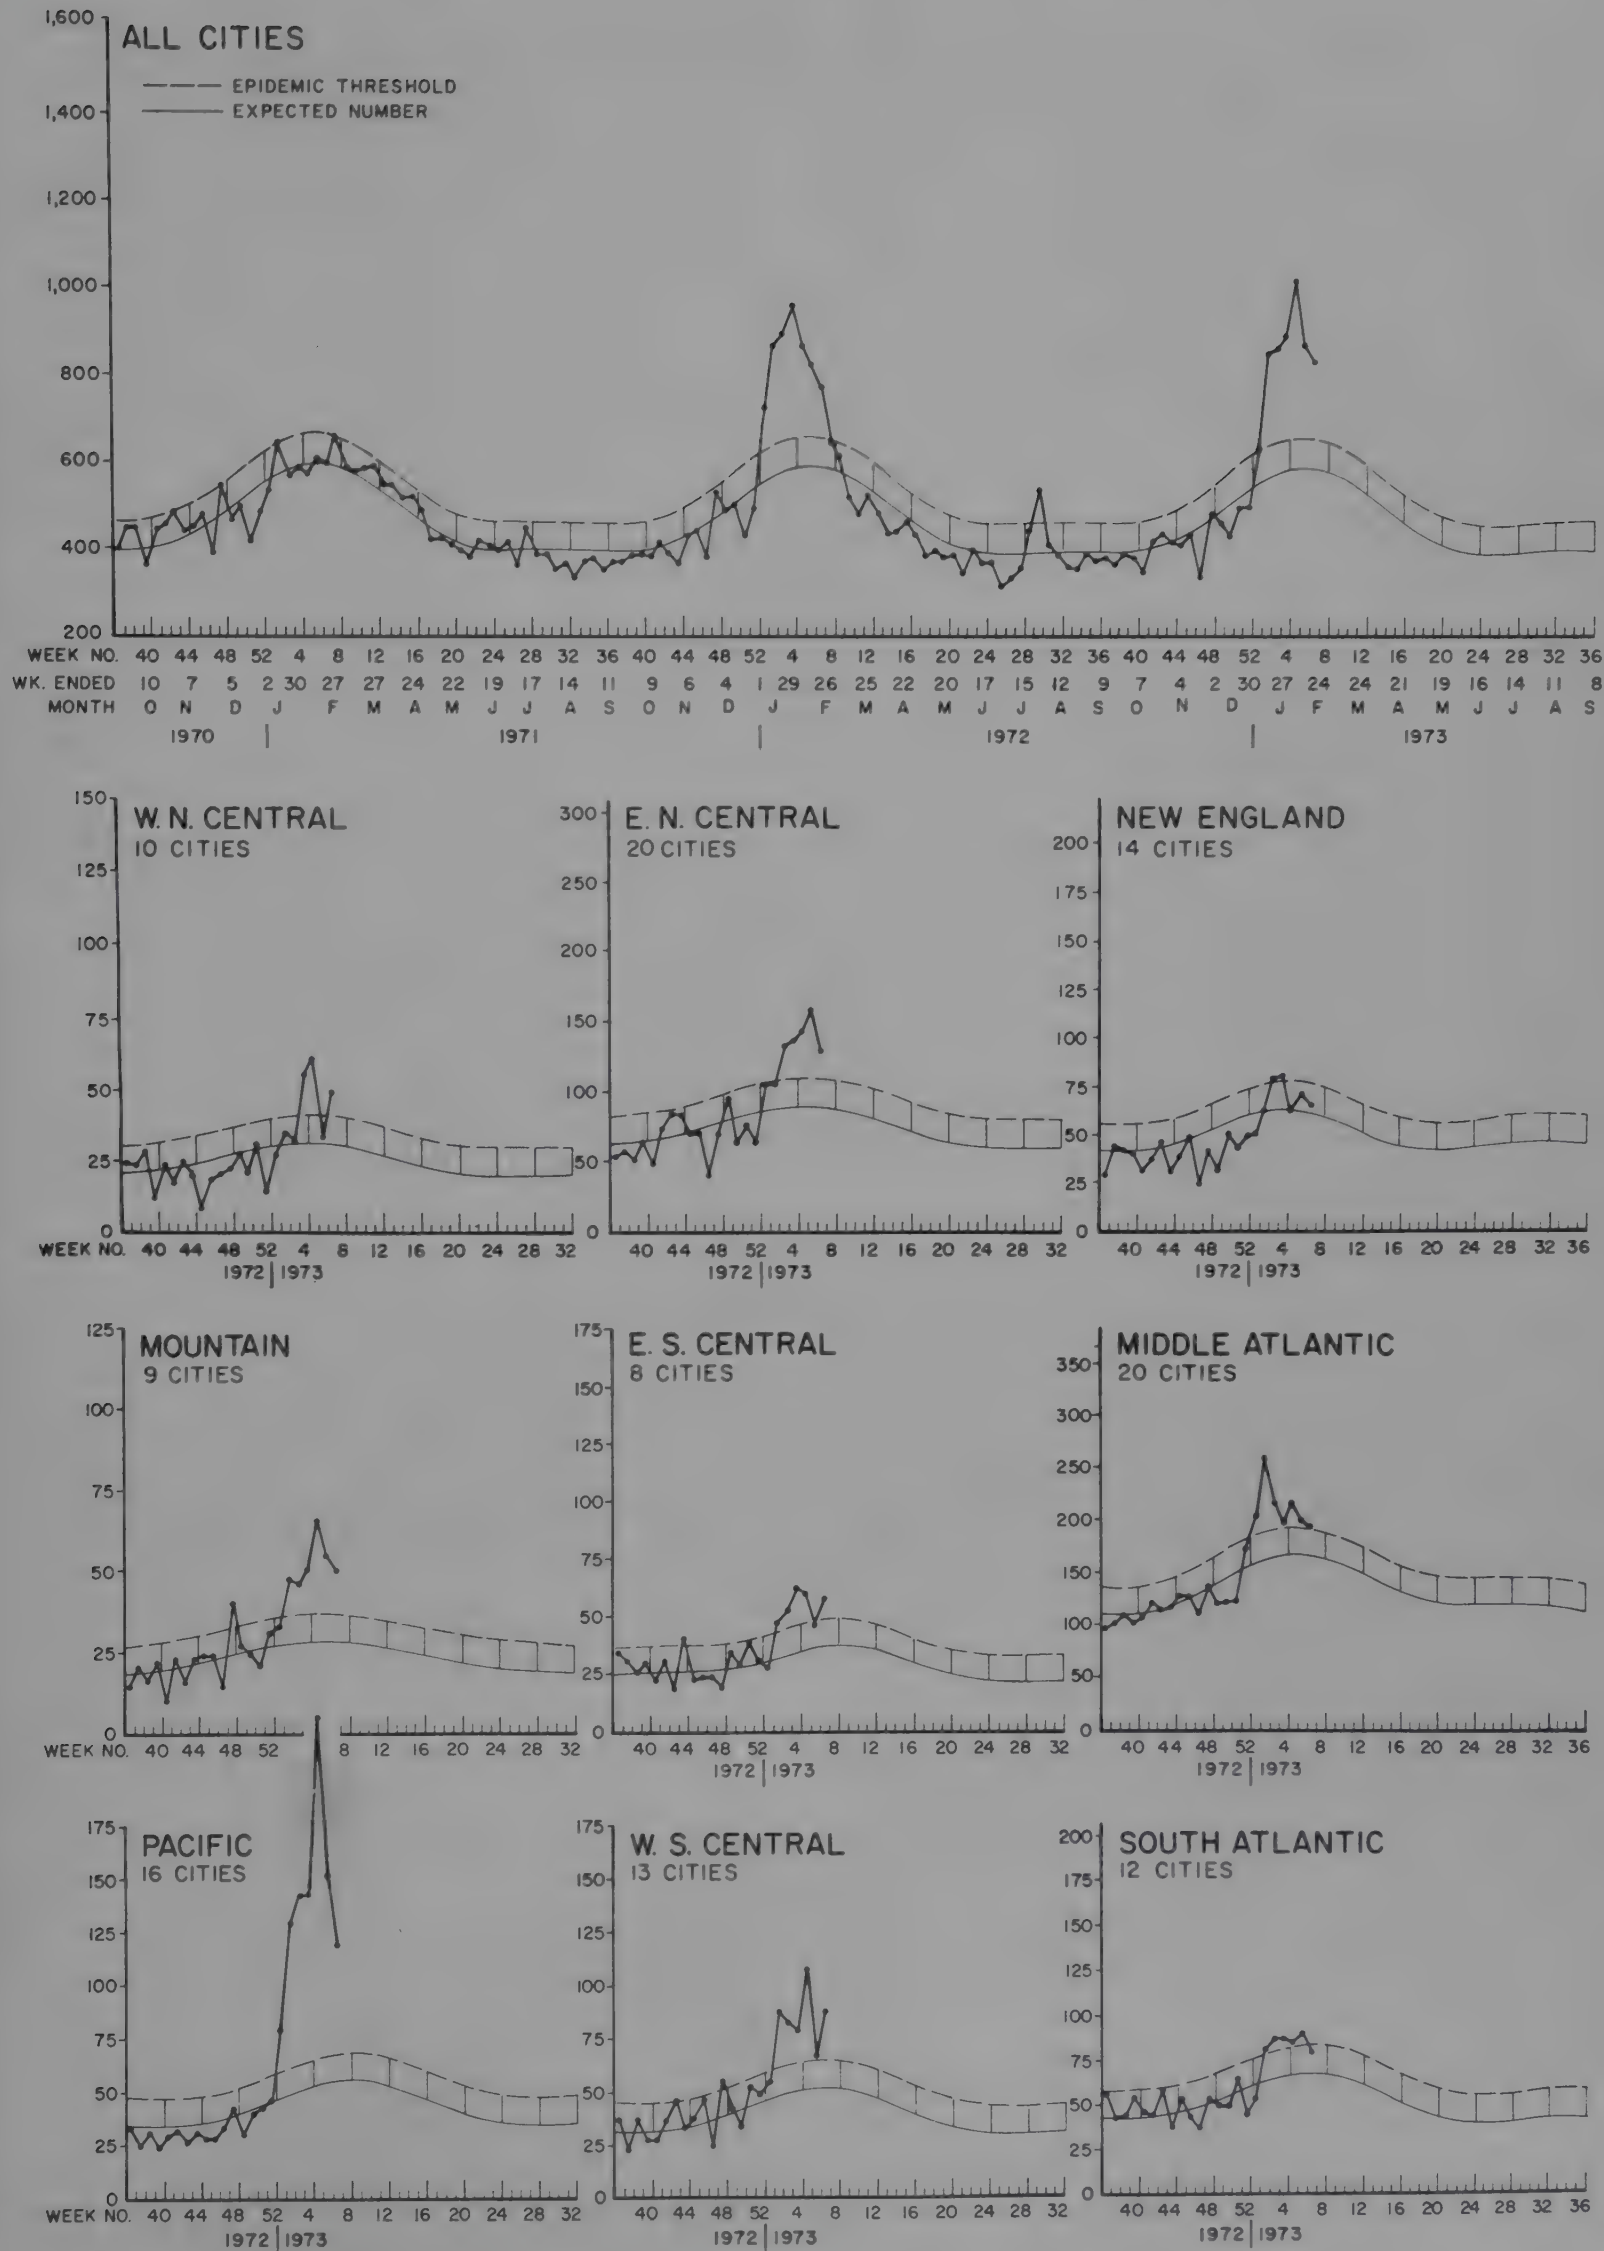 1,600
ALL CITIES
EPIDEMIC THRESHOLD
1,400
EXPECTED NUMBER
1,200
1,000
800
600
400
200
WEEK NO. 40 44 48 52 4 8 12 16 20 24 28 32 36 40 44 48 52 4 8 12 16 20 24 28 32 36 40 44 48 52 4 8 12 16 20 24 28 32 36
WK. ENDED 10 7 5 2 30 27 27 24 22 19 17 14 11 9 6 4 1 29 26 25 22 20 17 15 12 9 7 4 2 30 27 24 24 21 19 16 14 11 8
MONTH O N D J F M A M J J A S O N D J F M A M J J A S O N D J F M A M J J A S
1970 | 1971 | 1972 | 1973
W. N. CENTRAL
10 CITIES
150
125
100
75
50
25
0
WEEK NO. 40 44 48 52 4 8 12 16 20 24 28 32
1972 | 1973
E. N. CENTRAL
20 CITIES
300
250
200
150
100
50
0
40 44 48 52 4 8 12 16 20 24 28 32
1972 | 1973
NEW ENGLAND
14 CITIES
200
175
150
125
100
75
50
25
0
40 44 48 52 4 8 12 16 20 24 28 32 36
1972 | 1973
MOUNTAIN
9 CITIES
125
100
75
50
25
0
WEEK NO. 40 44 48 52 8 12 16 20 24 28 32
E. S. CENTRAL
8 CITIES
175
150
125
100
75
50
25
0
40 44 48 52 4 8 12 16 20 24 28 32
1972 | 1973
MIDDLE ATLANTIC
20 CITIES
350
300
250
200
150
100
50
0
40 44 48 52 4 8 12 16 20 24 28 32 36
1972 | 1973
PACIFIC
16 CITIES
175
150
125
100
75
50
25
0
WEEK NO. 40 44 48 52 4 8 12 16 20 24 28 32
1972 | 1973
W. S. CENTRAL
13 CITIES
175
150
125
100
75
50
25
0
40 44 48 52 4 8 12 16 20 24 28 32
1972 | 1973
SOUTH ATLANTIC
12 CITIES
200
175
150
125
100
75
50
25
0
40 44 48 52 4 8 12 16 20 24 28 32 36
1972 | 1973